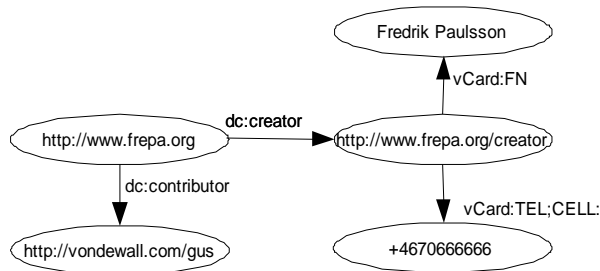 Fredrik Paulsson
vCard:FN
http://www.frepa.org
dc:creator
http://www.frepa.org/creator
dc:contributor
vCard:TEL;CELL:
http://vondewall.com/gus
+4670666666